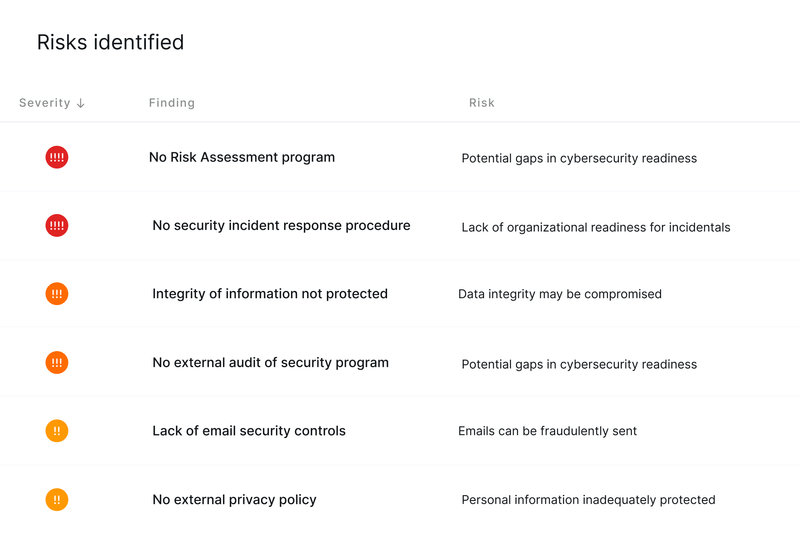 Risks identified
Severity ↓ Finding Risk
!!!! No Risk Assessment program Potential gaps in cybersecurity readiness
!!!! No security incident response procedure Lack of organizational readiness for incidentals
!!! Integrity of information not protected Data integrity may be compromised
!!! No external audit of security program Potential gaps in cybersecurity readiness
!! Lack of email security controls Emails can be fraudulently sent
!! No external privacy policy Personal information inadequately protected